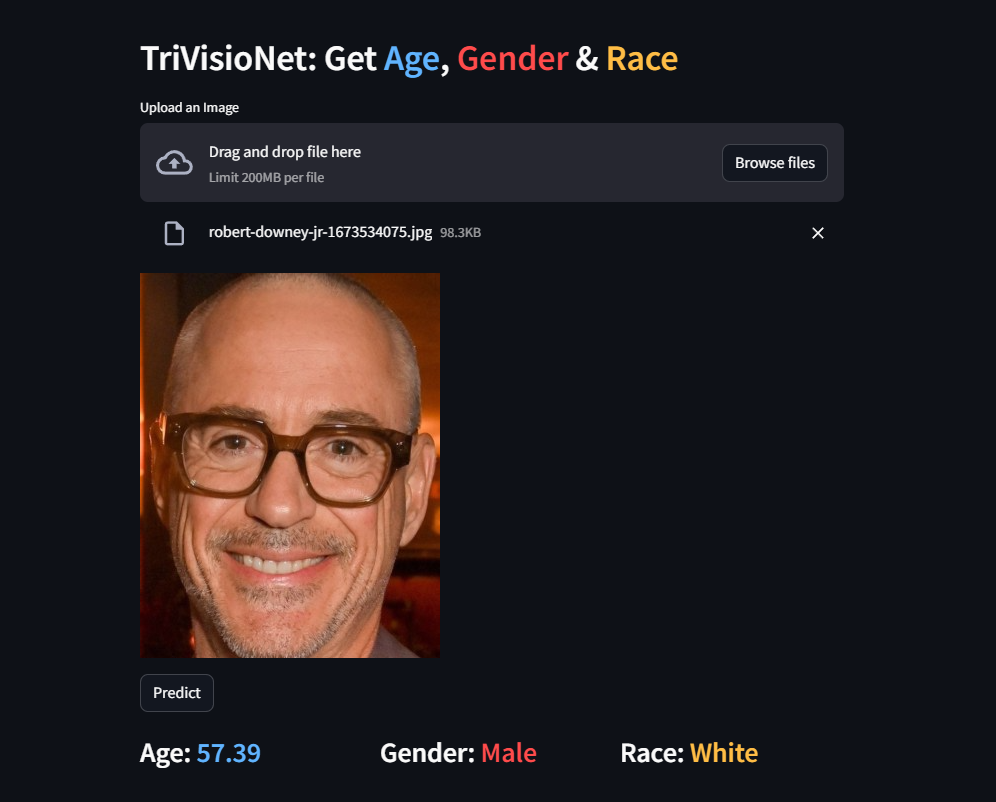 TriVisioNet: Get Age, Gender & Race
Upload an Image
Drag and drop file here
Limit 200MB per file
Browse files
robert-downey-jr-1673534075.jpg 98.3KB
Predict
Age: 57.39
Gender: Male
Race: White